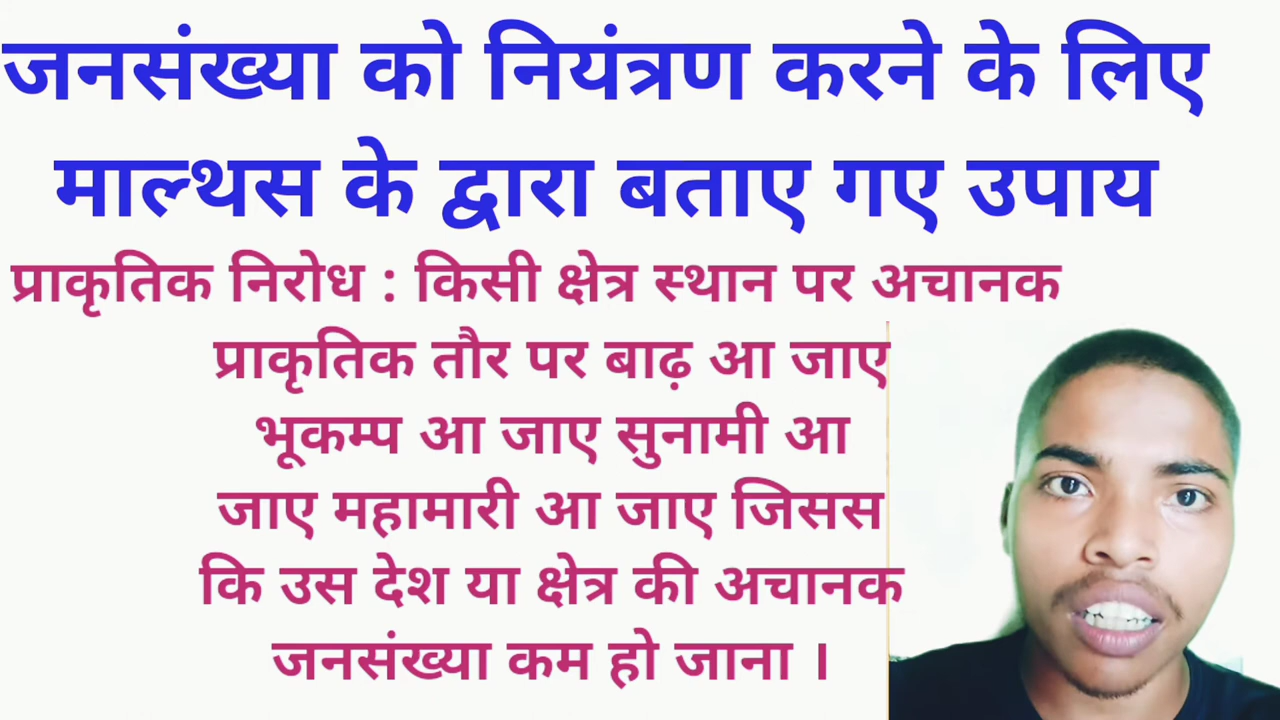 जनसंख्या को नियंत्रण करने के लिए
माल्थस के द्वारा बताए गए उपाय
प्राकृतिक निरोध : किसी क्षेत्र स्थान पर अचानक
प्राकृतिक तौर पर बाढ़ आ जाए
भूकम्प आ जाए सुनामी आ
जाए महामारी आ जाए जिसस
कि उस देश या क्षेत्र की अचानक
जनसंख्या कम हो जाना ।